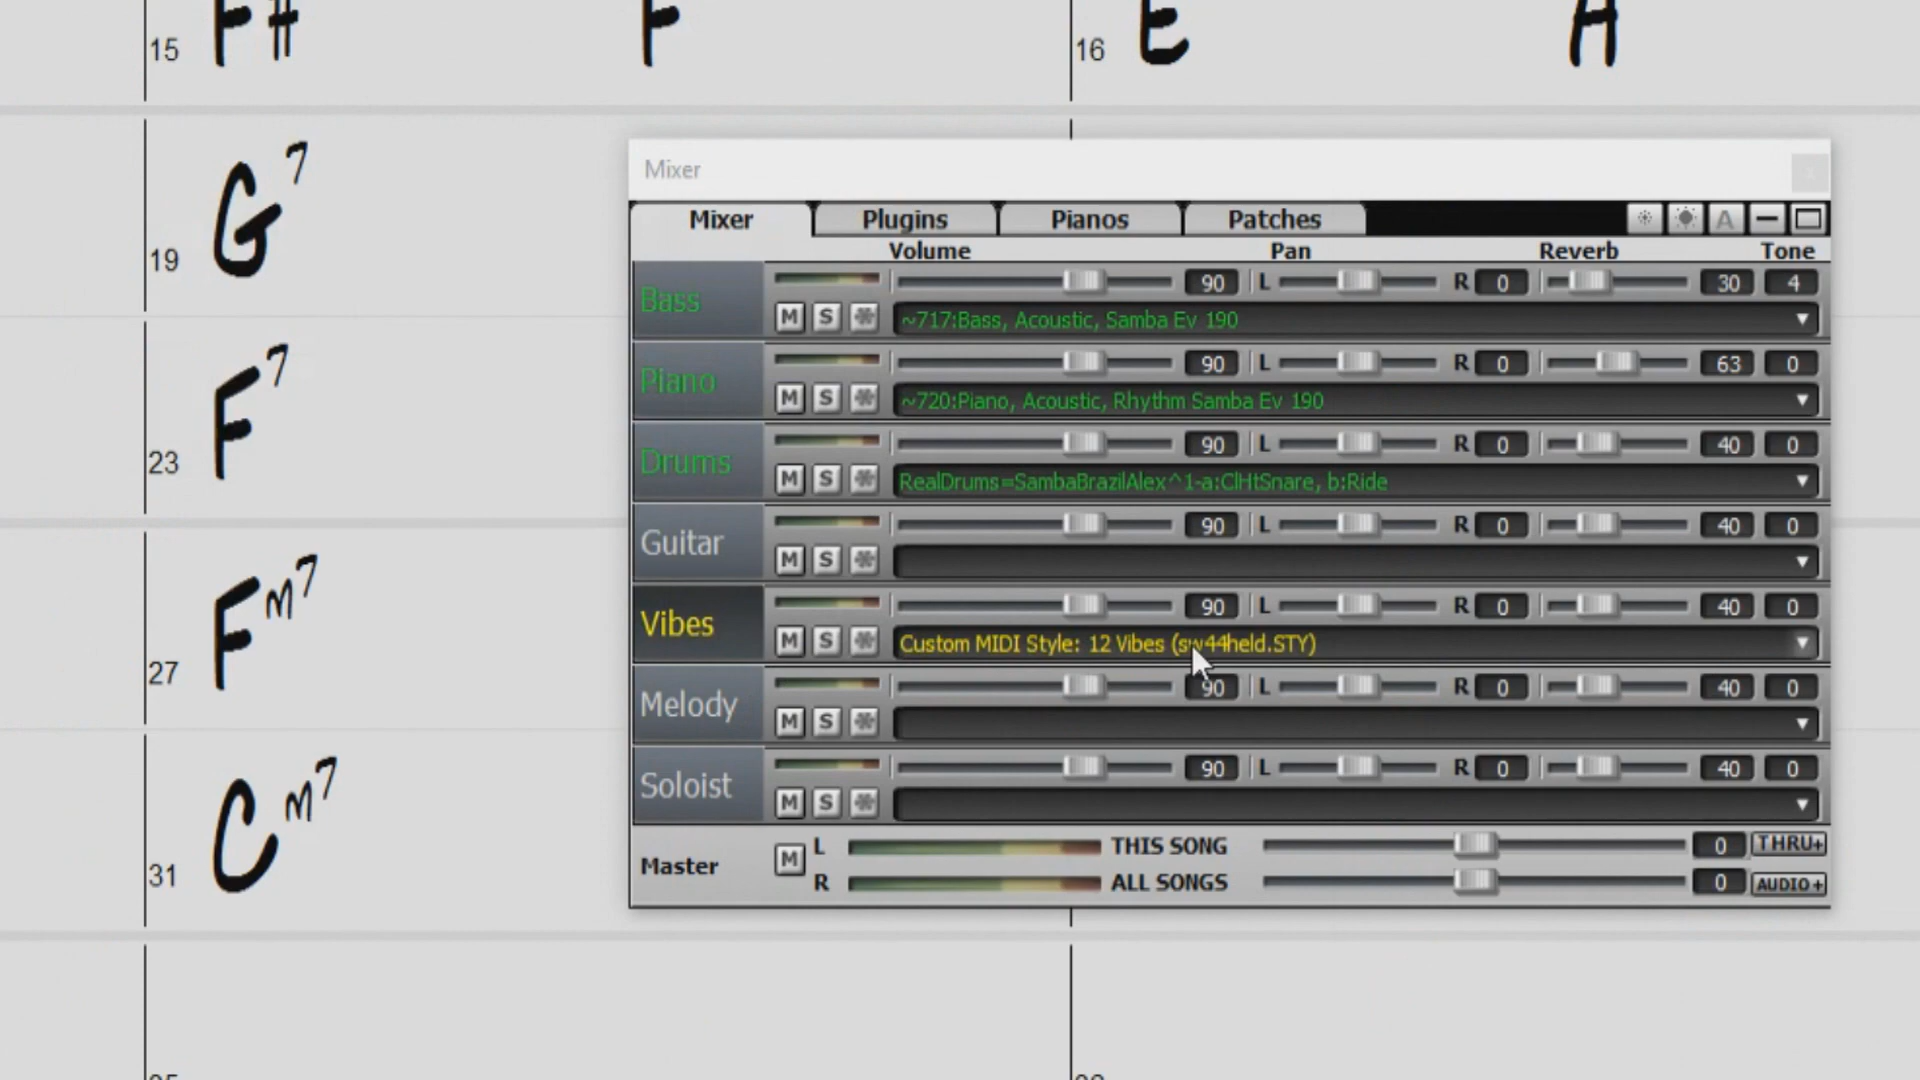 15 F# F 16 E A
19 G7
23 F7
27 Fm7
31 Cm7
Mixer
Mixer Plugins Pianos Patches A
Volume Pan Reverb Tone
Bass 90 L R 0 30 4
M S ~717:Bass, Acoustic, Samba Ev 190
Piano 90 L R 0 63 0
M S ~720:Piano, Acoustic, Rhythm Samba Ev 190
Drums 90 L R 0 40 0
M S RealDrums=SambaBrazilAlex^1-a:ClHtSnare, b:Ride
Guitar 90 L R 0 40 0
M S
Vibes 90 L R 0 40 0
M S Custom MIDI Style: 12 Vibes (sw44held.STY)
Melody 90 L R 0 40 0
M S
Soloist 90 L R 0 40 0
M S
Master M L THIS SONG 0 THRU+
R ALL SONGS 0 AUDIO+